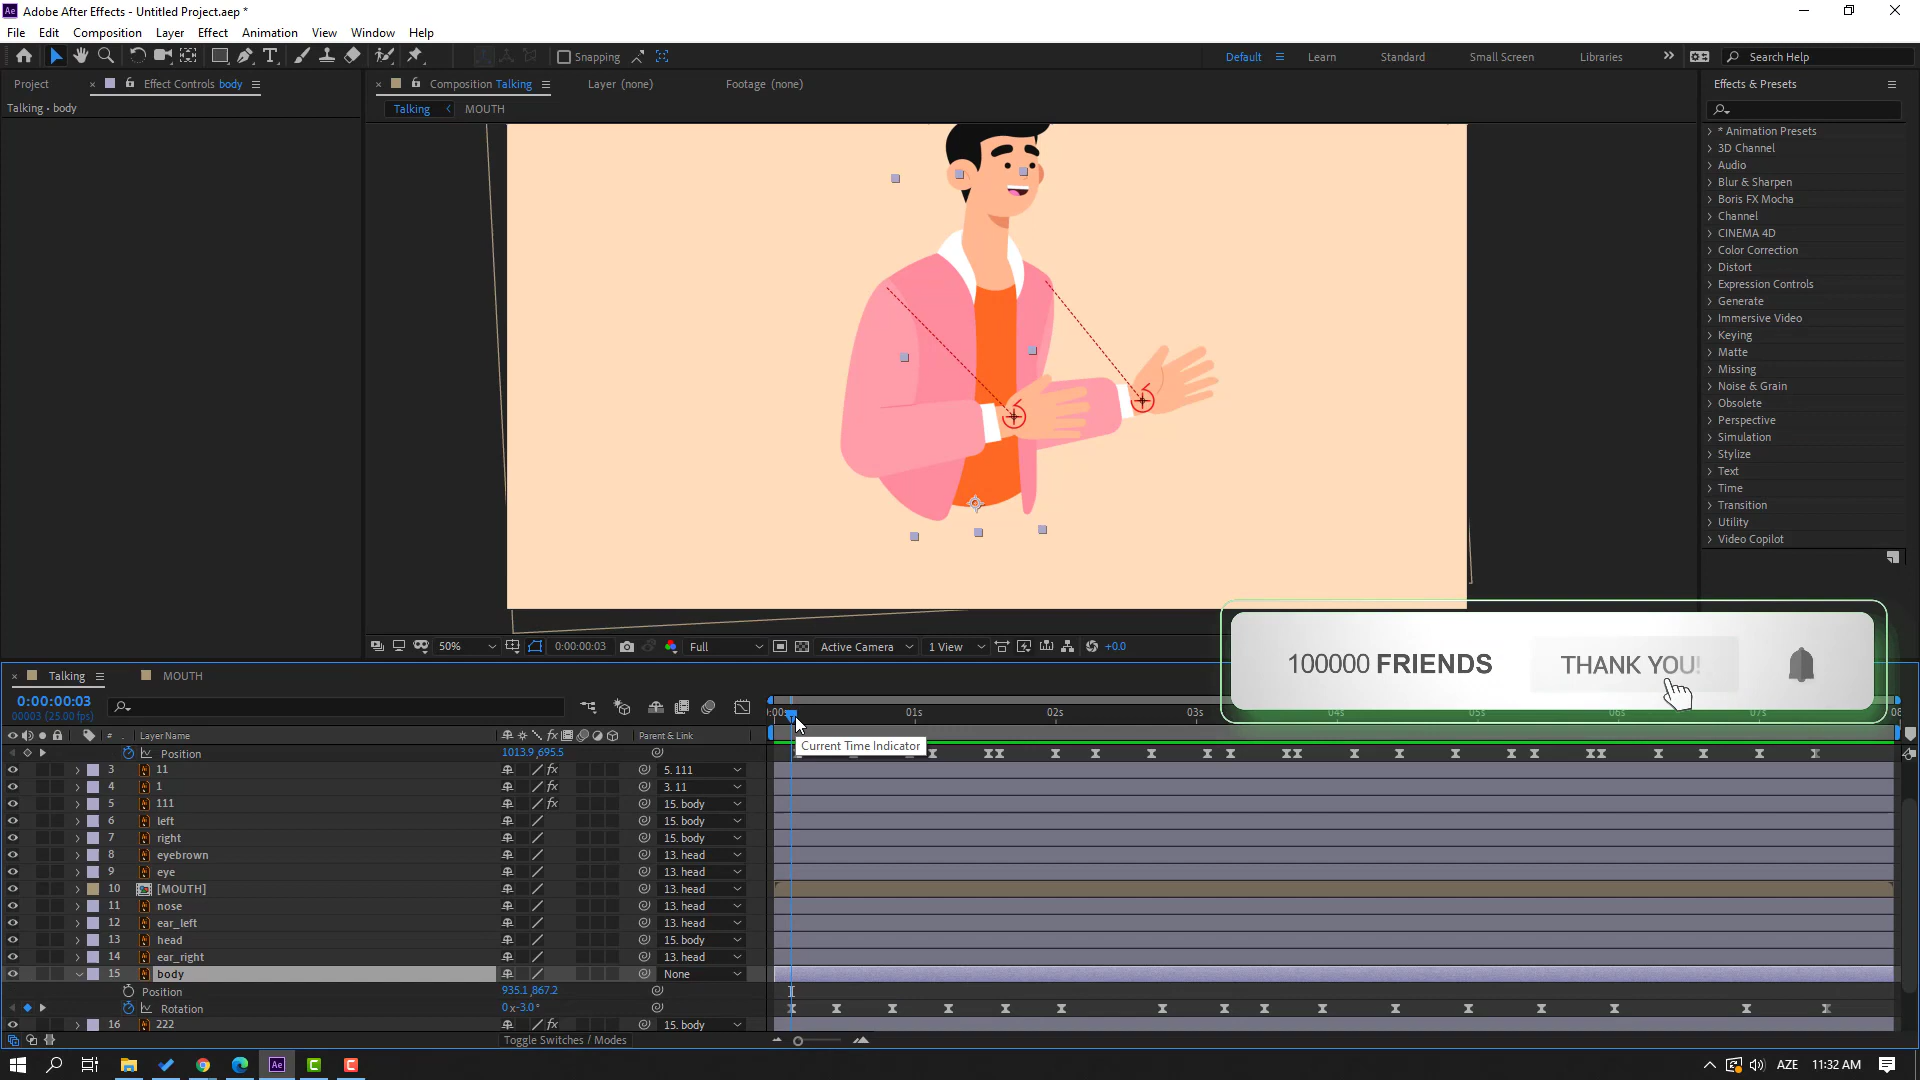 Adobe After Effects - Untitled Project.aep *
File Edit Composition Layer Effect Animation View Window Help
Snapping
Default Learn Standard Small Screen Libraries Search Help
Project
Effect Controls body
Composition Talking
Layer (none)
Footage (none)
Effects & Presets
Talking • body
Talking MOUTH
* Animation Presets
3D Channel
Audio
Blur & Sharpen
Boris FX Mocha
Channel
CINEMA 4D
Color Correction
Distort
Expression Controls
Generate
Immersive Video
Keying
Matte
Missing
Noise & Grain
Obsolete
Perspective
Simulation
Stylize
Text
Time
Transition
Utility
Video Copilot
50% 0:00:00:03 Full Active Camera 1 View +0.0
100000 FRIENDS THANK YOU!
Talking MOUTH
0:00:00:03
00003 (25.00 fps)
01s 02s 03s 04s 05s 06s 07s 08
# Layer Name Parent & Link
Current Time Indicator
Position 1013.9,695.5
3 11 5. 111
4 1 3. 11
5 111 15. body
6 left 15. body
7 right 15. body
8 eyebrown 13. head
9 eye 13. head
10 [MOUTH] 13. head
11 nose 13. head
12 ear_left 13. head
13 head 15. body
14 ear_right 13. head
15 body None
Position 935.1,867.2
Rotation 0x-3.0°
16 222 15. body
Toggle Switches / Modes
AZE 11:32 AM